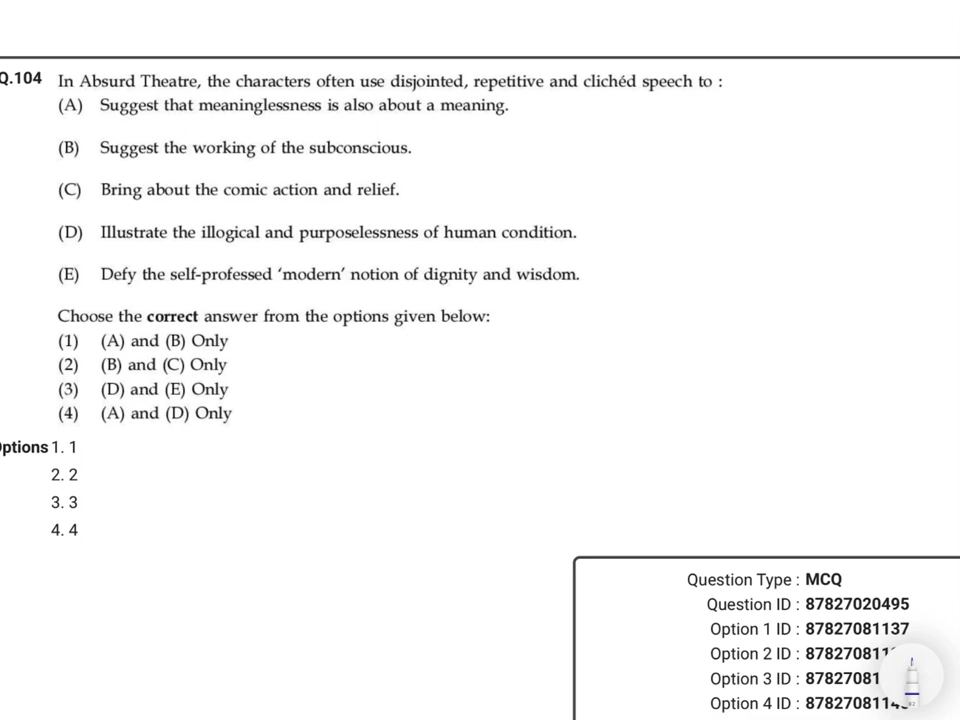 Q.104 In Absurd Theatre, the characters often use disjointed, repetitive and clichéd speech to :
(A) Suggest that meaninglessness is also about a meaning.
(B) Suggest the working of the subconscious.
(C) Bring about the comic action and relief.
(D) Illustrate the illogical and purposelessness of human condition.
(E) Defy the self-professed ‘modern’ notion of dignity and wisdom.
Choose the correct answer from the options given below:
(1) (A) and (B) Only
(2) (B) and (C) Only
(3) (D) and (E) Only
(4) (A) and (D) Only
Options 1. 1
2. 2
3. 3
4. 4
Question Type : MCQ
Question ID : 87827020495
Option 1 ID : 87827081137
Option 2 ID :
Option 3 ID :
Option 4 ID :